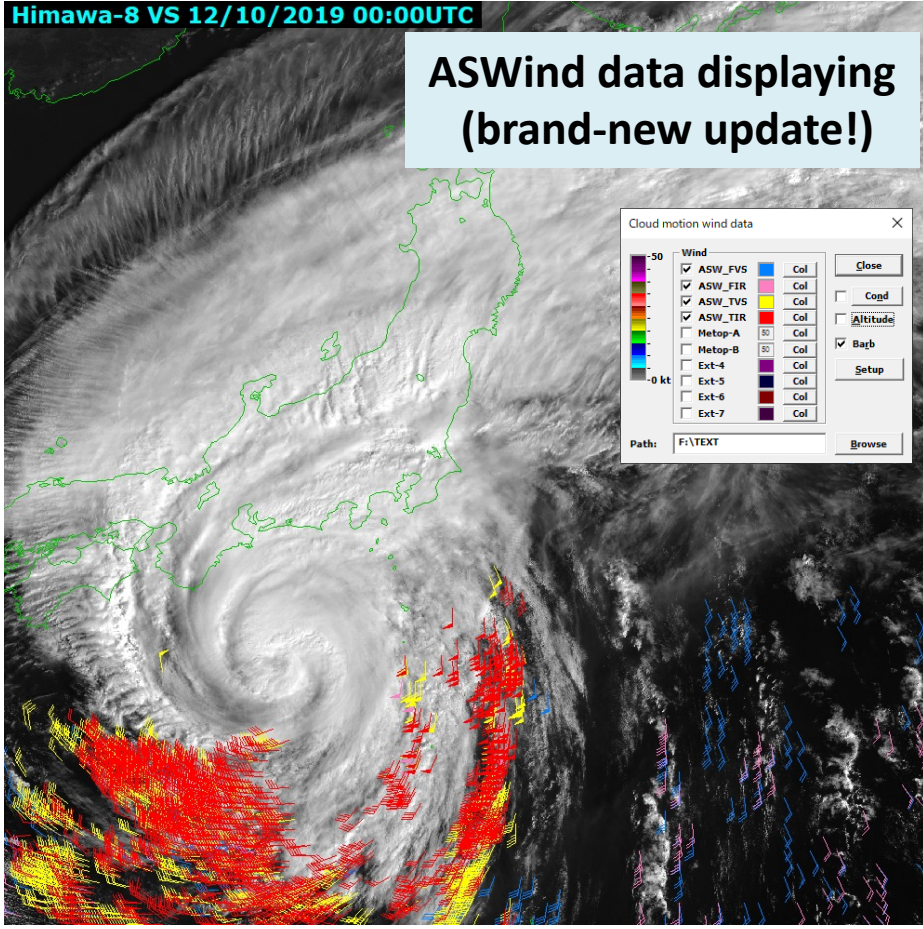 Himawa-8 VS 12/10/2019 00:00UTC
ASWind data displaying
(brand-new update!)
Cloud motion wind data
Wind
50
0 kt
ASW_FVS Col
ASW_FIR Col
ASW_TVS Col
ASW_TIR Col
Metop-A 50 Col
Metop-B 50 Col
Ext-4 Col
Ext-5 Col
Ext-6 Col
Ext-7 Col
Close
Cond
Altitude
Barb
Setup
Path: F:\TEXT Browse